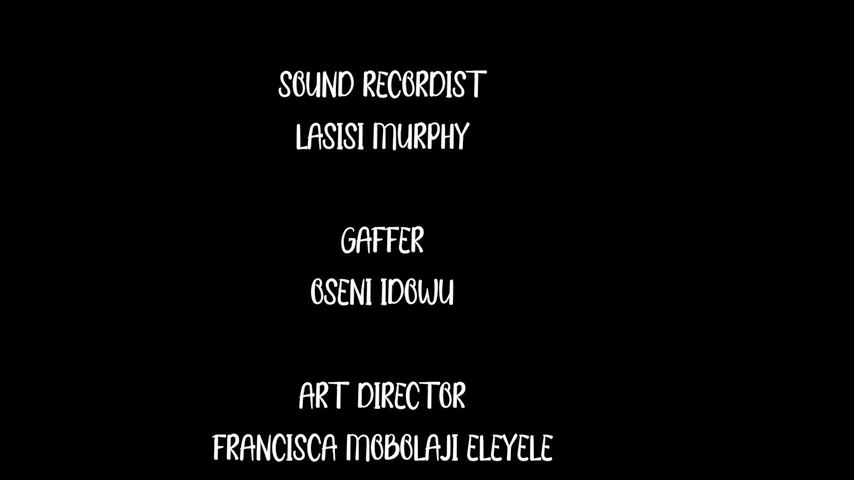 SOUND RECORDIST
LASISI MURPHY
GAFFER
OSENI IDOWU
ART DIRECTOR
FRANCISCA MOBOLAJI ELEYELE